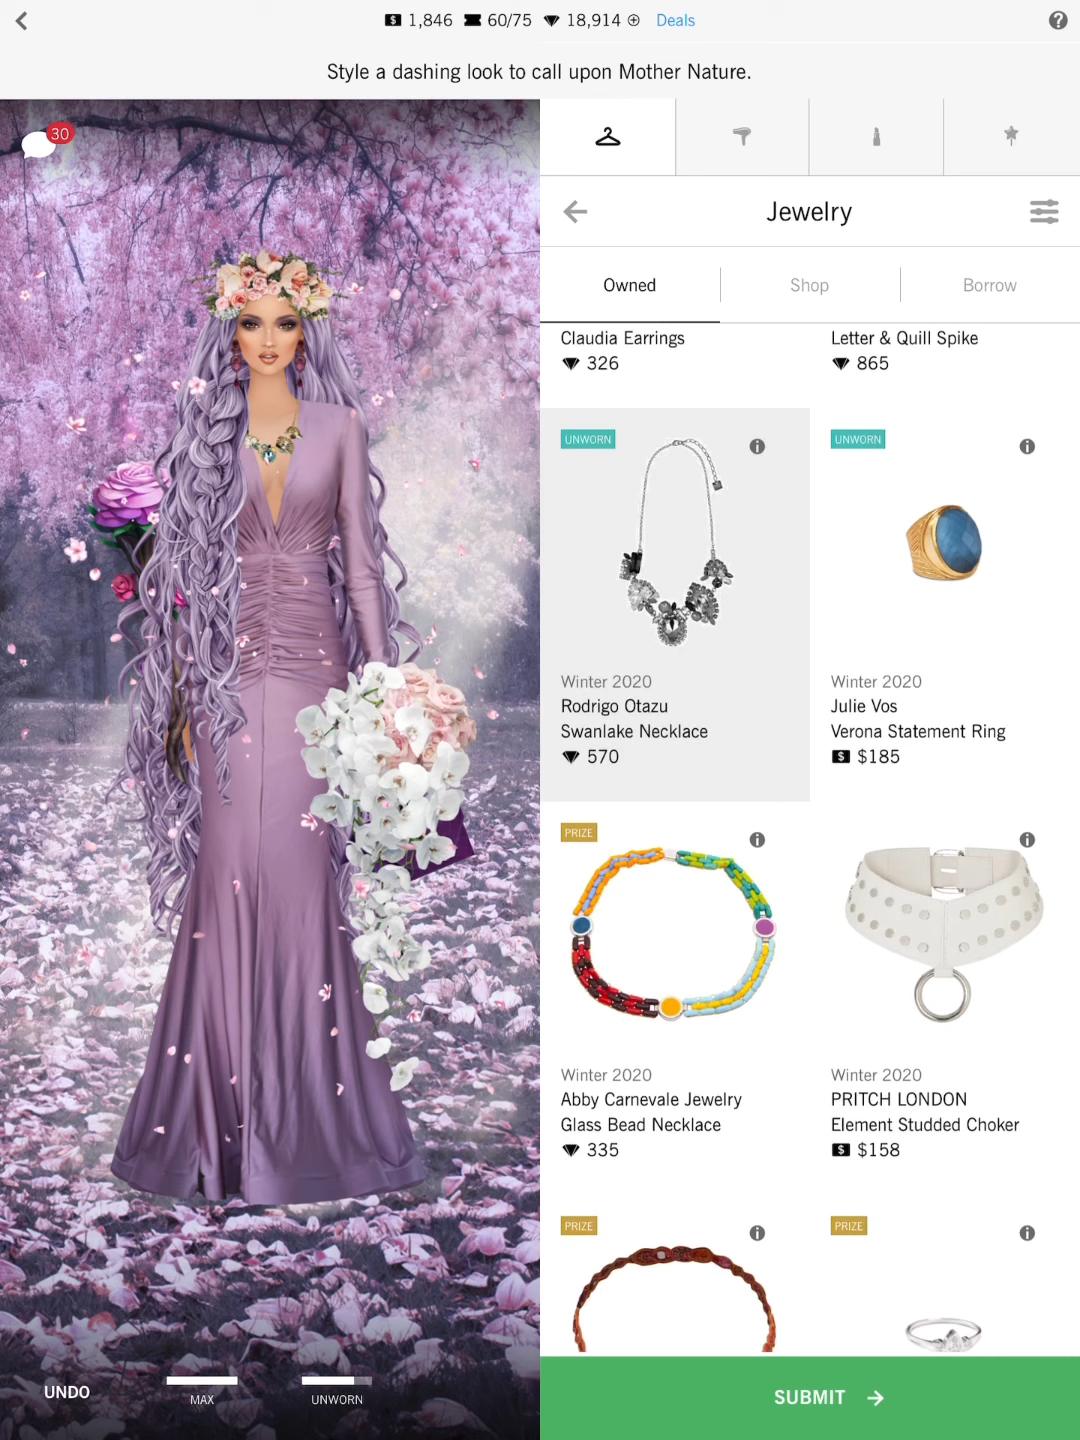 1,846 60/75 18,914 Deals
Style a dashing look to call upon Mother Nature.
30
Jewelry
Owned Shop Borrow
Claudia Earrings
326
Letter & Quill Spike
865
UNWORN
Winter 2020
Rodrigo Otazu
Swanlake Necklace
570
UNWORN
Winter 2020
Julie Vos
Verona Statement Ring
$ $185
PRIZE
Winter 2020
Abby Carnevale Jewelry
Glass Bead Necklace
335
Winter 2020
PRITCH LONDON
Element Studded Choker
$ $158
PRIZE
PRIZE
UNDO
MAX
UNWORN
SUBMIT